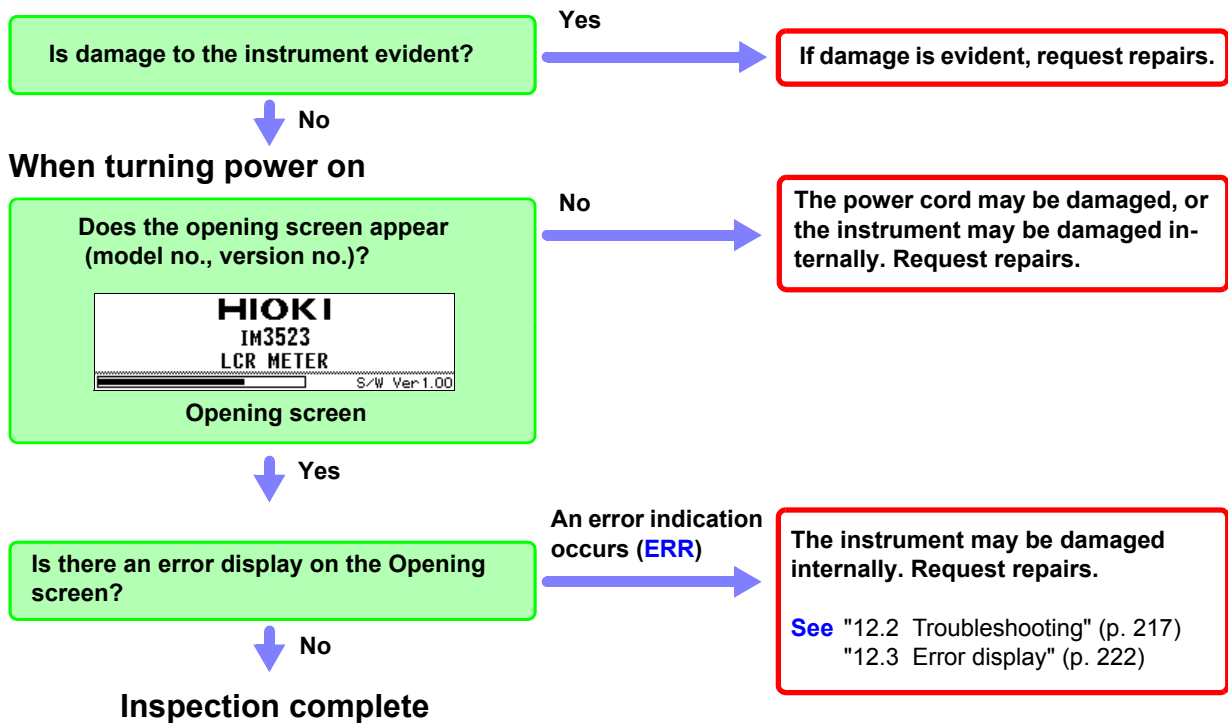 Is damage to the instrument evident?
Yes
If damage is evident, request repairs.
No
When turning power on
Does the opening screen appear
(model no., version no.)?
HIOKI
IM3523
LCR METER
S/W Ver1.00
Opening screen
No
The power cord may be damaged, or
the instrument may be damaged in-
ternally. Request repairs.
Yes
Is there an error display on the Opening
screen?
An error indication
occurs (ERR)
The instrument may be damaged
internally. Request repairs.
See "12.2 Troubleshooting" (p. 217)
"12.3 Error display" (p. 222)
No
Inspection complete